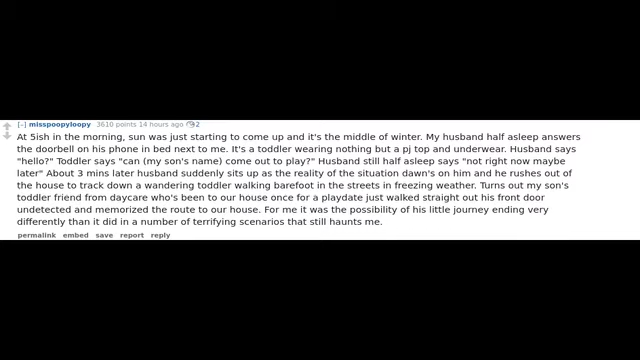 [-] misspoopyloopy 3610 points 14 hours ago 2
At 5ish in the morning, sun was just starting to come up and it's the middle of winter. My husband half asleep answers
the doorbell on his phone in bed next to me. It's a toddler wearing nothing but a pj top and underwear. Husband says
"hello?" Toddler says "can (my son's name) come out to play?" Husband still half asleep says "not right now maybe
later" About 3 mins later husband suddenly sits up as the reality of the situation dawn's on him and he rushes out of
the house to track down a wandering toddler walking barefoot in the streets in freezing weather. Turns out my son's
toddler friend from daycare who's been to our house once for a playdate just walked straight out his front door
undetected and memorized the route to our house. For me it was the possibility of his little journey ending very
differently than it did in a number of terrifying scenarios that still haunts me.
permalink embed save report reply